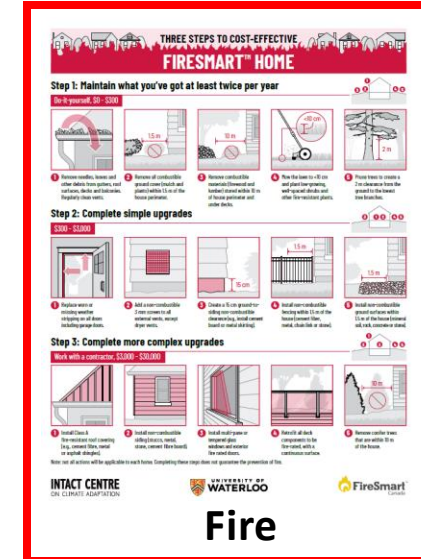 THREE STEPS TO COST-EFFECTIVE
FIRESMART™ HOME
Step 1: Maintain what you've got at least twice per year
Do-it-yourself, $0 - $300
1.5 m
10 m
<10 cm
2 m
1 Remove needles, leaves and
other debris from gutters, roof
surfaces, decks and balconies.
Regularly clean vents.
2 Remove all combustible
ground cover (mulch and
plants) within 1.5 m of the
house perimeter.
3 Remove combustible
materials (firewood and
lumber) stored within 10 m
of house perimeter and
under decks.
4 Mow the lawn to <10 cm
and plant low-growing,
well-spaced shrubs and
other fire-resistant plants.
5 Prune trees to create a
2 m clearance from the
ground to the lowest
tree branches.
Step 2: Complete simple upgrades
$300 - $3,000
15 cm
1.5 m
1.5 m
1 Replace worn or
missing weather
stripping on all doors
including garage doors.
2 Add a non-combustible
3 mm screen to all
external vents, except
dryer vents.
3 Create a 15 cm ground-to-
siding non-combustible
clearance (e.g., install cement
board or metal skirting).
4 Install non-combustible
fencing within 1.5 m of the
house (cement fibre,
metal, chain link or stone).
5 Install non-combustible
ground surfaces within
1.5 m of the house (mineral
soil, rock, concrete or stone).
Step 3: Complete more complex upgrades
Work with a contractor, $3,000 - $30,000
10 m
1 Install Class A
fire-resistant roof covering
(e.g., cement fibre, metal
or asphalt shingles).
2 Install non-combustible
siding (stucco, metal,
stone, cement fibre board).
3 Install multi-pane or
tempered glass
windows and exterior
fire rated doors.
4 Retrofit all deck
components to be
fire-rated, with a
continuous surface.
5 Remove conifer trees
that are within 10 m
of the house.
Note: not all actions will be applicable to each home. Completing these steps does not guarantee the prevention of fire.
INTACT CENTRE
ON CLIMATE ADAPTATION
UNIVERSITY OF
WATERLOO
FireSmart
Canada
Fire